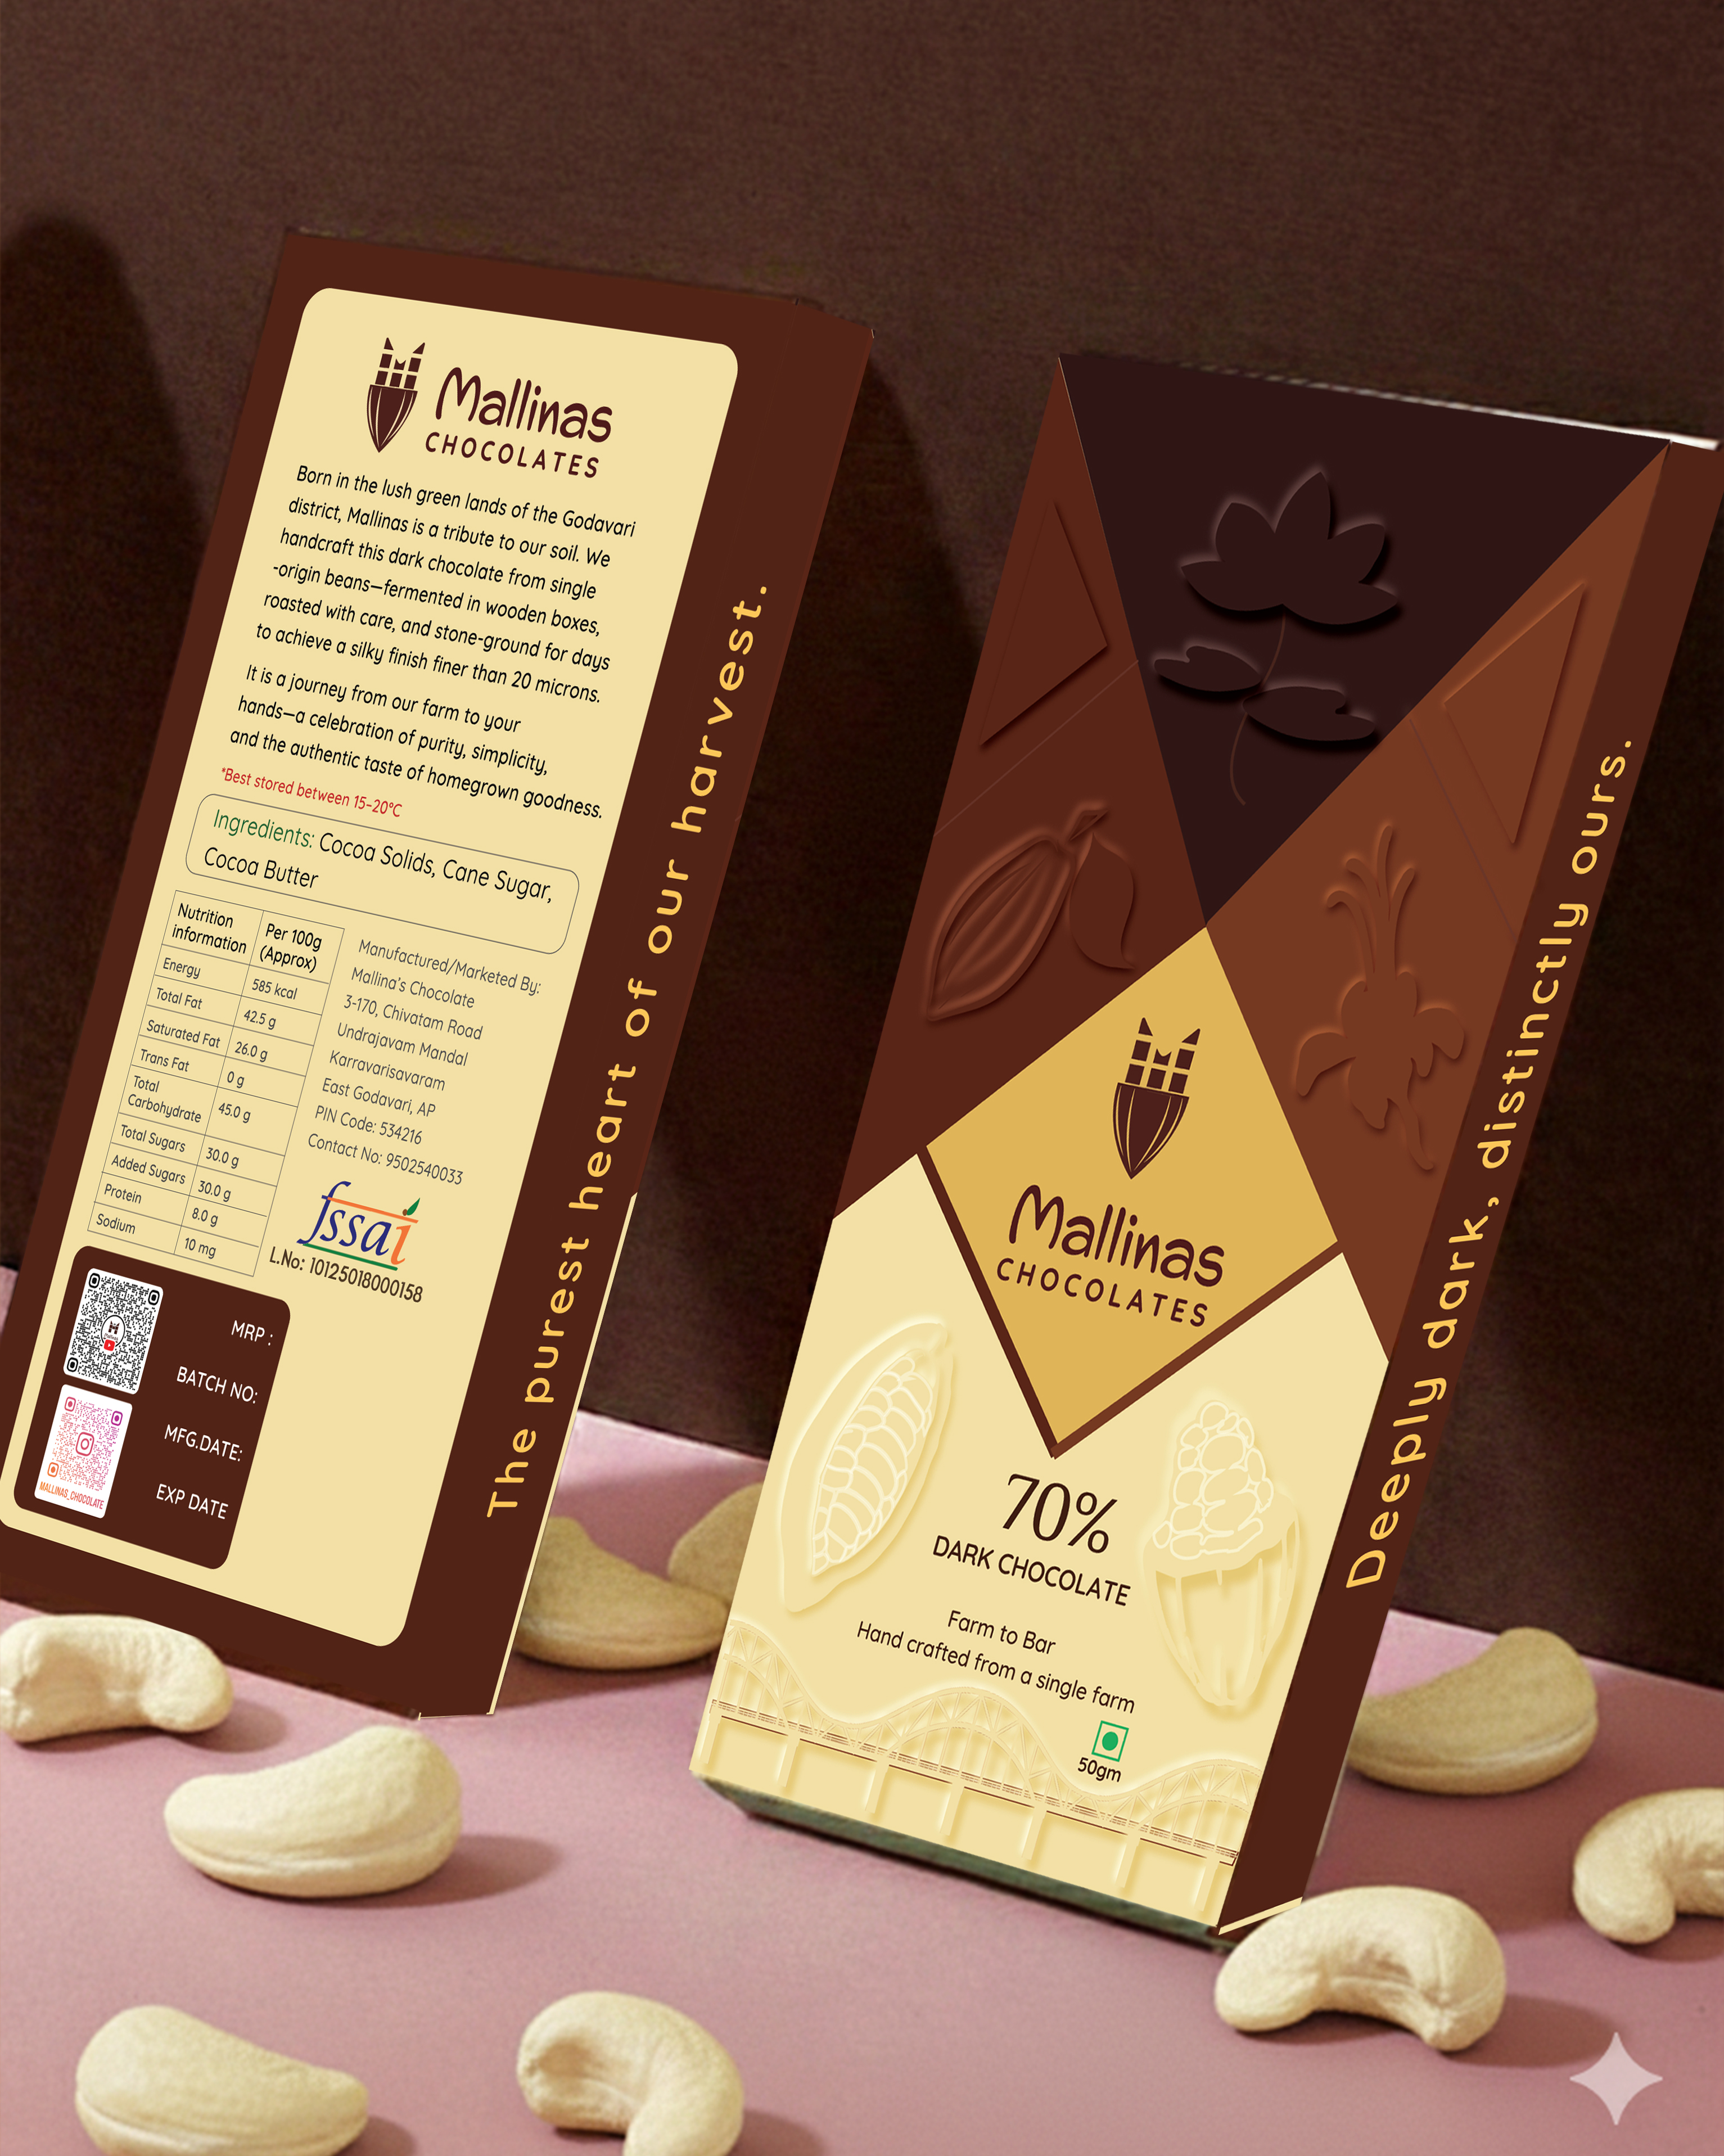 Mallinas
CHOCOLATES
Born in the lush green lands of the Godavari
district, Mallinas is a tribute to our soil. We
handcraft this dark chocolate from single
-origin beans—fermented in wooden boxes,
roasted with care, and stone-ground for days
to achieve a silky finish finer than 20 microns.
It is a journey from our farm to your
hands—a celebration of purity, simplicity,
and the authentic taste of homegrown goodness.
*Best stored between 15-20°C
Ingredients: Cocoa Solids, Cane Sugar,
Cocoa Butter
Nutrition information Per 100g (Approx)
Energy 585 kcal
Total Fat 42.5 g
Saturated Fat 26.0 g
Trans Fat 0 g
Total Carbohydrate 45.0 g
Total Sugars 30.0 g
Added Sugars 30.0 g
Protein 8.0 g
Sodium 10 mg
Manufactured/Marketed By:
Mallina's Chocolate
3-170, Chivatam Road
Undrajavam Mandal
Karravarisavaram
East Godavari, AP
PIN Code: 534216
Contact No: 9502540033
fssai
L.No: 10125018000158
MRP :
BATCH NO:
MFG.DATE:
EXP DATE
MALLINAS_CHOCOLATE
The purest heart of our harvest.
Mallinas
CHOCOLATES
70%
DARK CHOCOLATE
Farm to Bar
Hand crafted from a single farm
50gm
Deeply dark, distinctly ours.